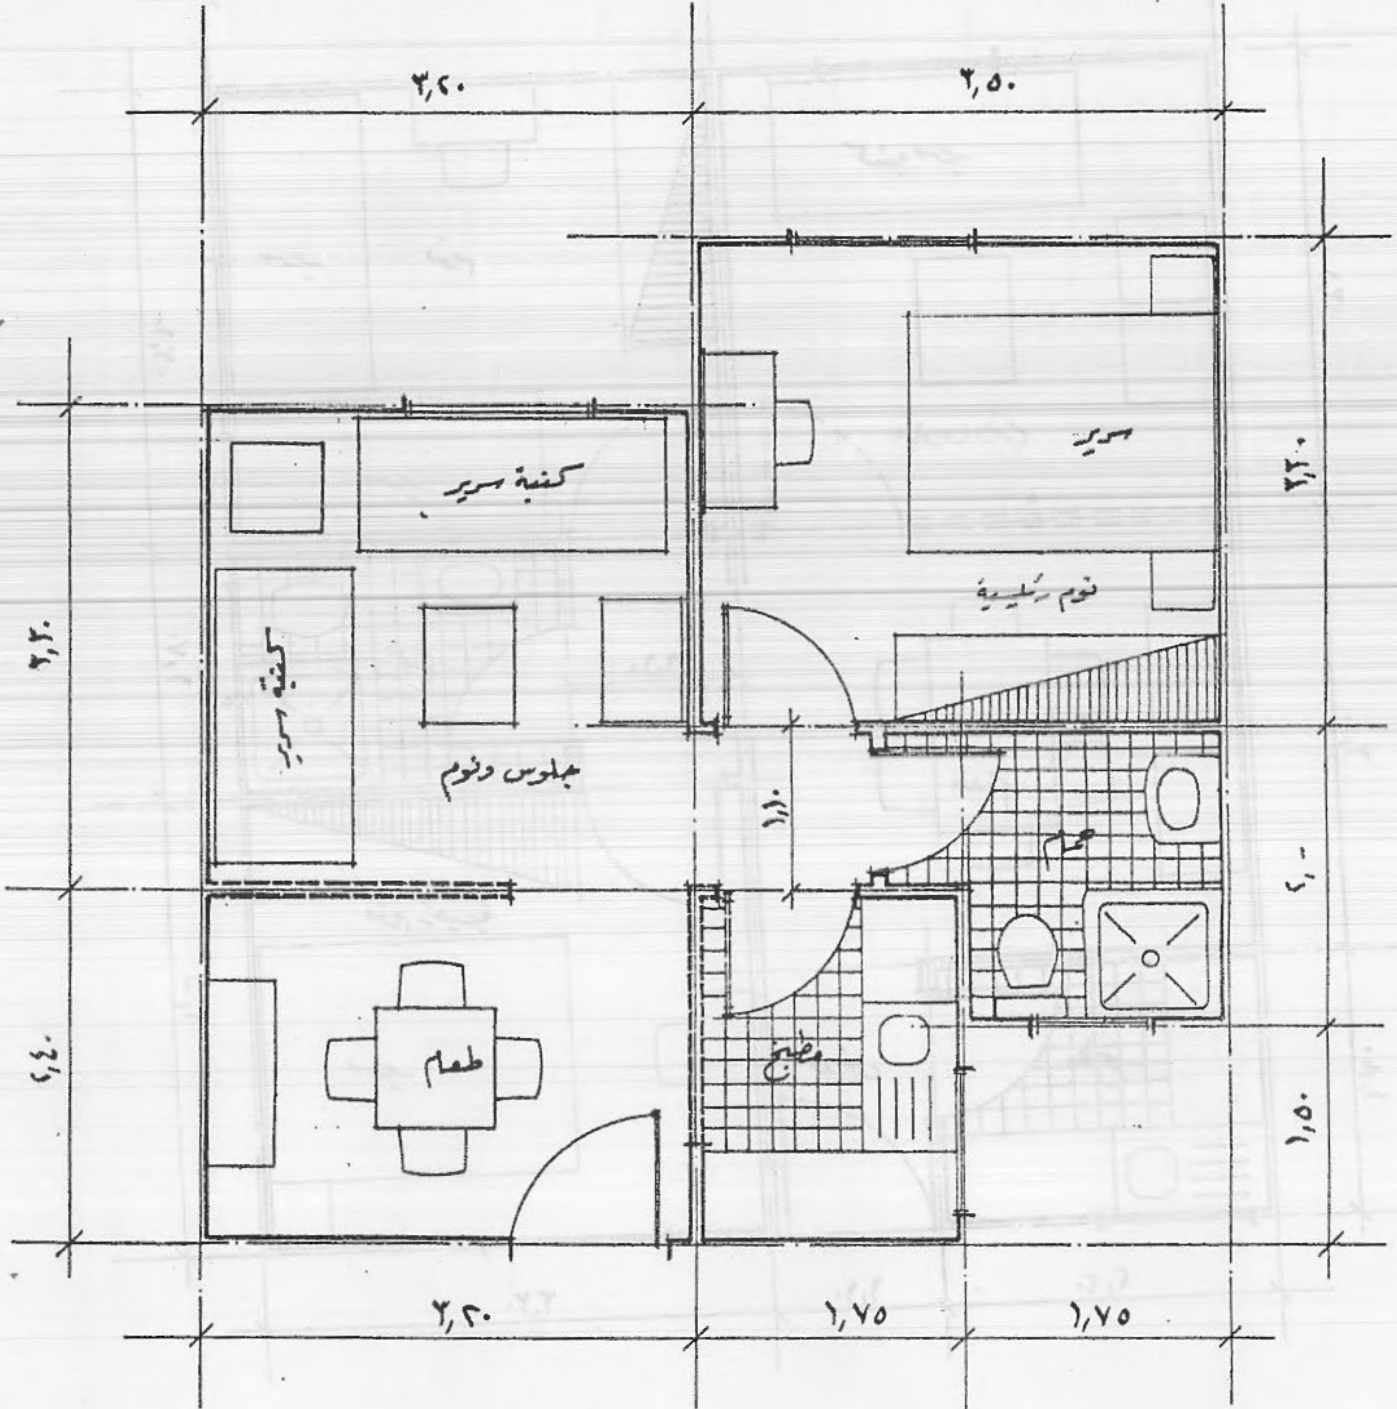 ٣,٢٠
٣,٥٠
كنبة سرير
سرير
٣,٢٠
نوم رئيسية
٣,٢٠
كنبة سرير
جلوس ونوم
١,١٠
حمام
٢,-
طعام
مطبخ
٢,٤٠
١,٥٠
٣,٢٠
١,٧٥
١,٧٥